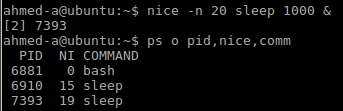 ahmed-a@ubuntu:~$ nice -n 20 sleep 1000 &
[2] 7393
ahmed-a@ubuntu:~$ ps o pid,nice,comm
  PID  NI COMMAND
 6881   0 bash
 6910  15 sleep
 7393  19 sleep